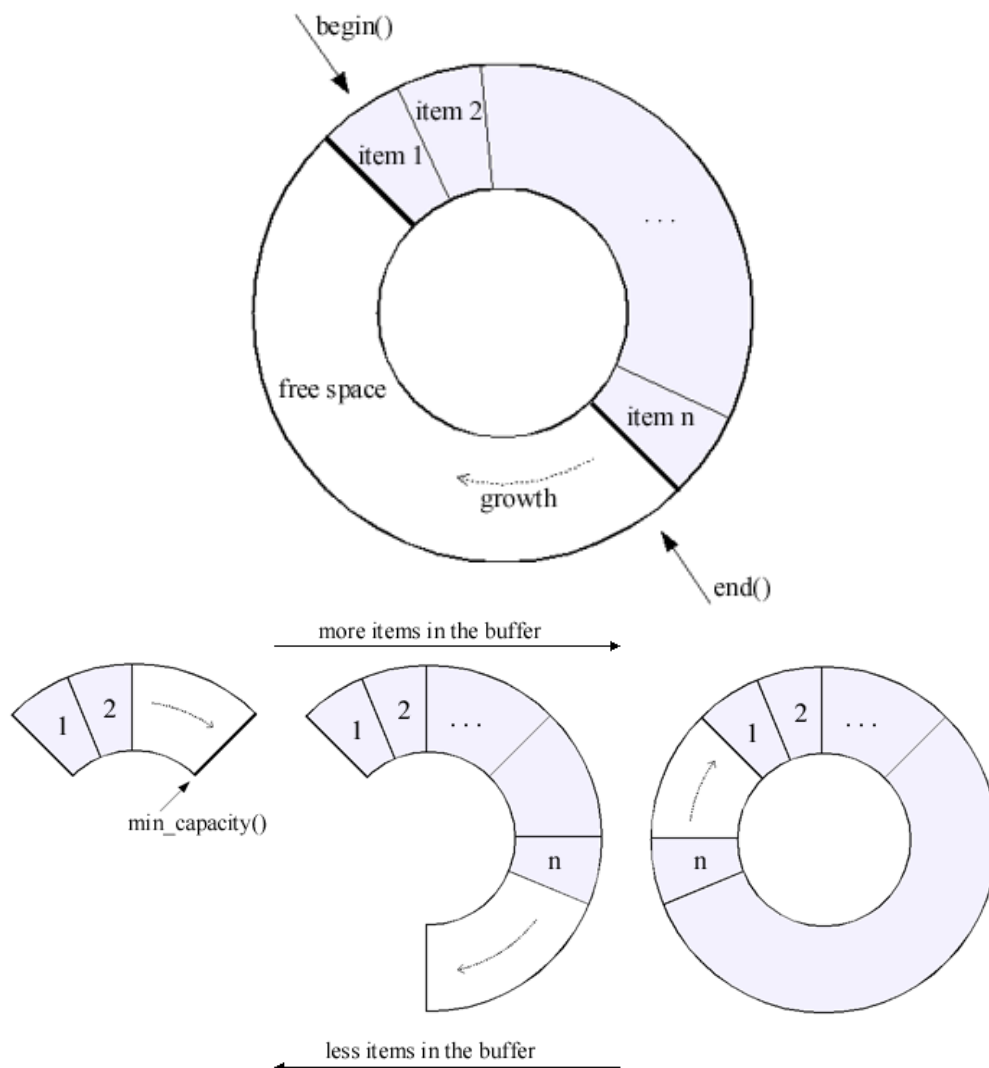 begin()
item 2
item 1
. . .
free space
item n
growth
end()
more items in the buffer
1
2
min_capacity()
1
2
. . .
n
1
2
. . .
n
less items in the buffer